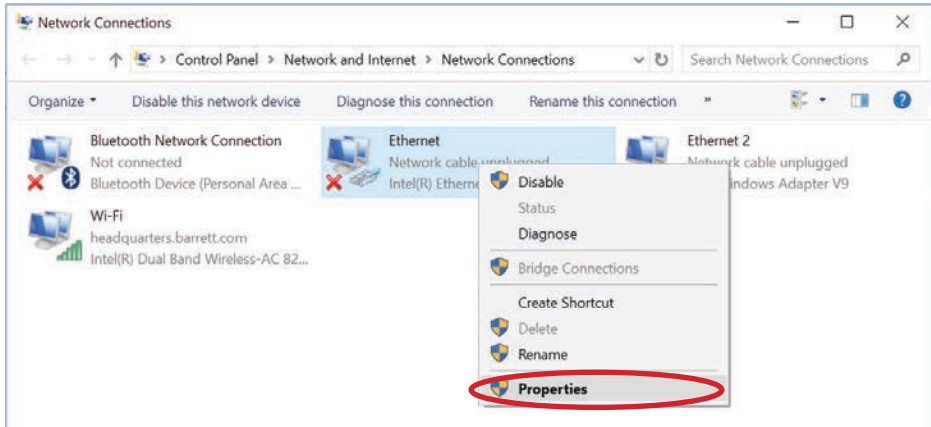 Network Connections
Control Panel > Network and Internet > Network Connections
Search Network Connections
Organize
Disable this network device
Diagnose this connection
Rename this connection
»
Bluetooth Network Connection
Not connected
Bluetooth Device (Personal Area ...
Ethernet
Network cable unplugged
Intel(R) Etherne
Ethernet 2
Network cable unplugged
indows Adapter V9
Wi-Fi
headquarters.barrett.com
Intel(R) Dual Band Wireless-AC 82...
Disable
Status
Diagnose
Bridge Connections
Create Shortcut
Delete
Rename
Properties